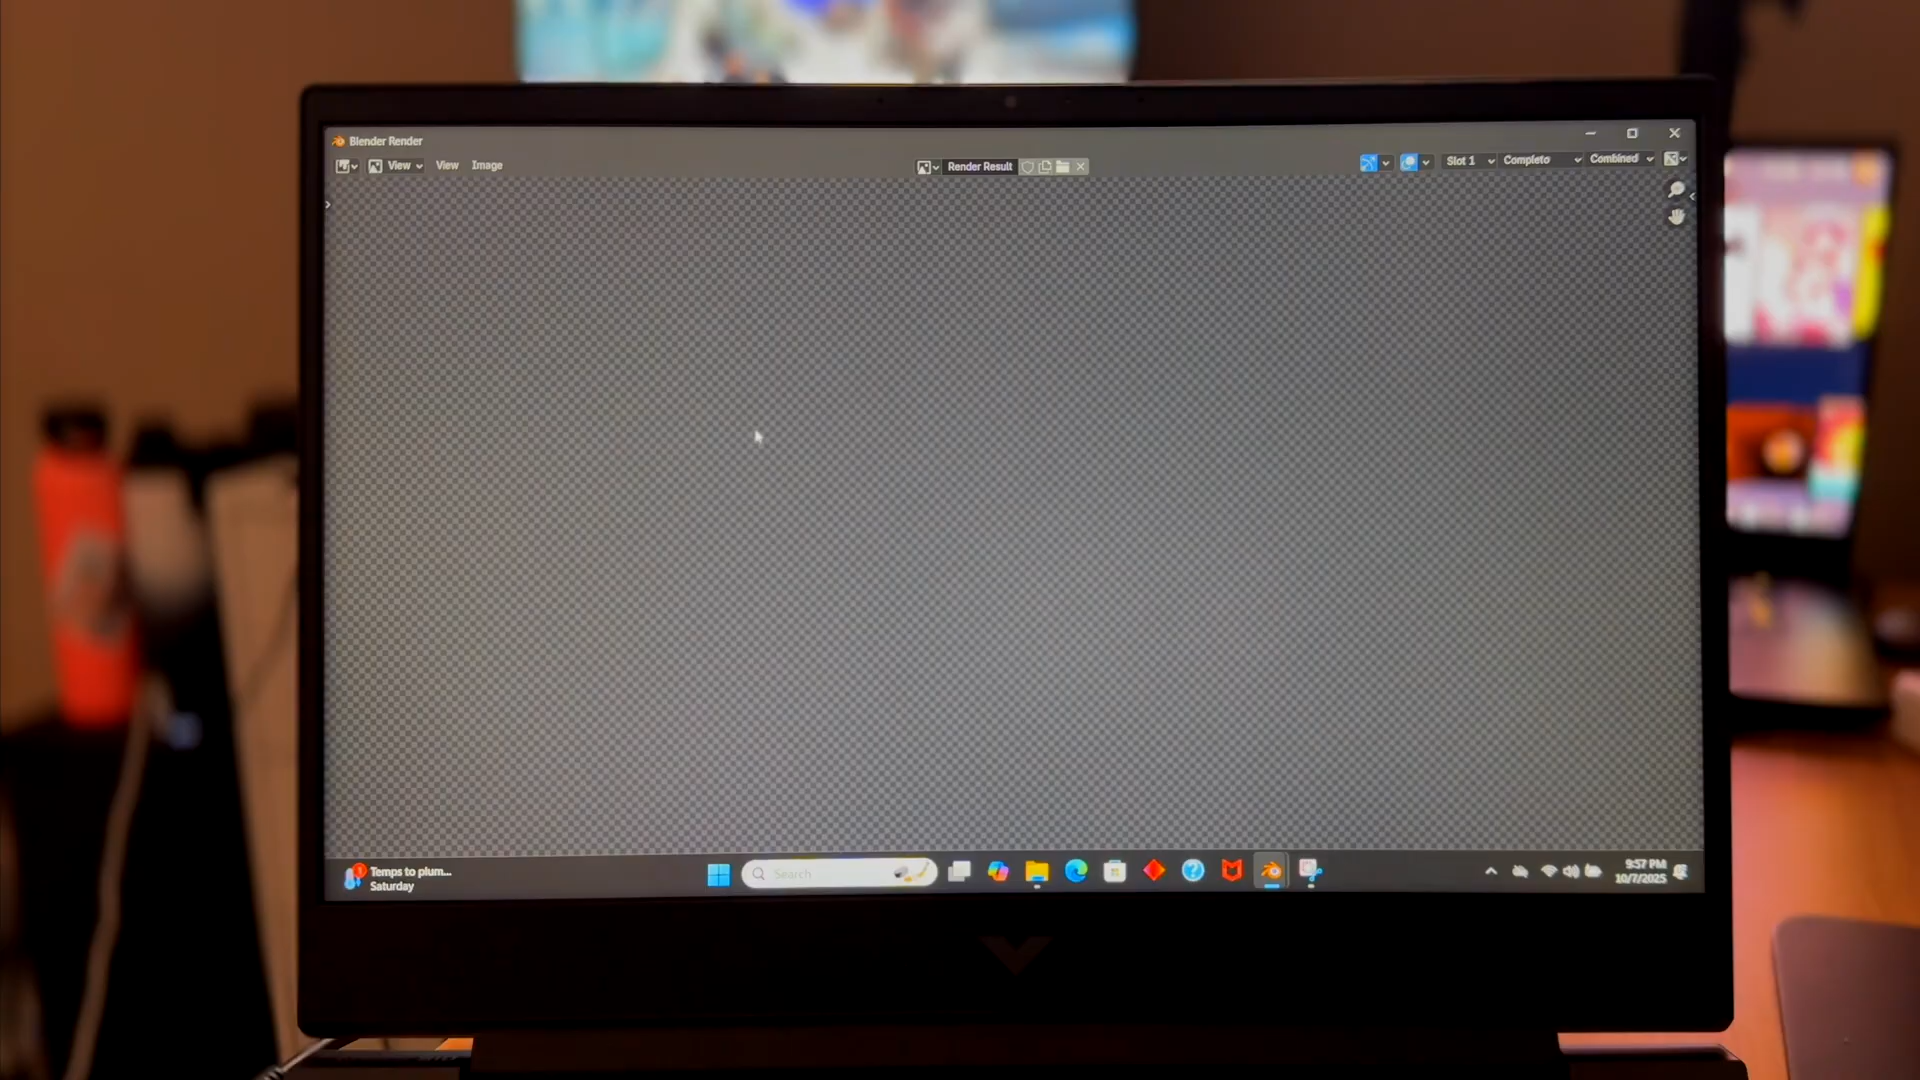 Blender Render
View View Image Render Result Slot 1 Completo Combined
Temps to plum...
Saturday
Search
9:57 PM
10/7/2025